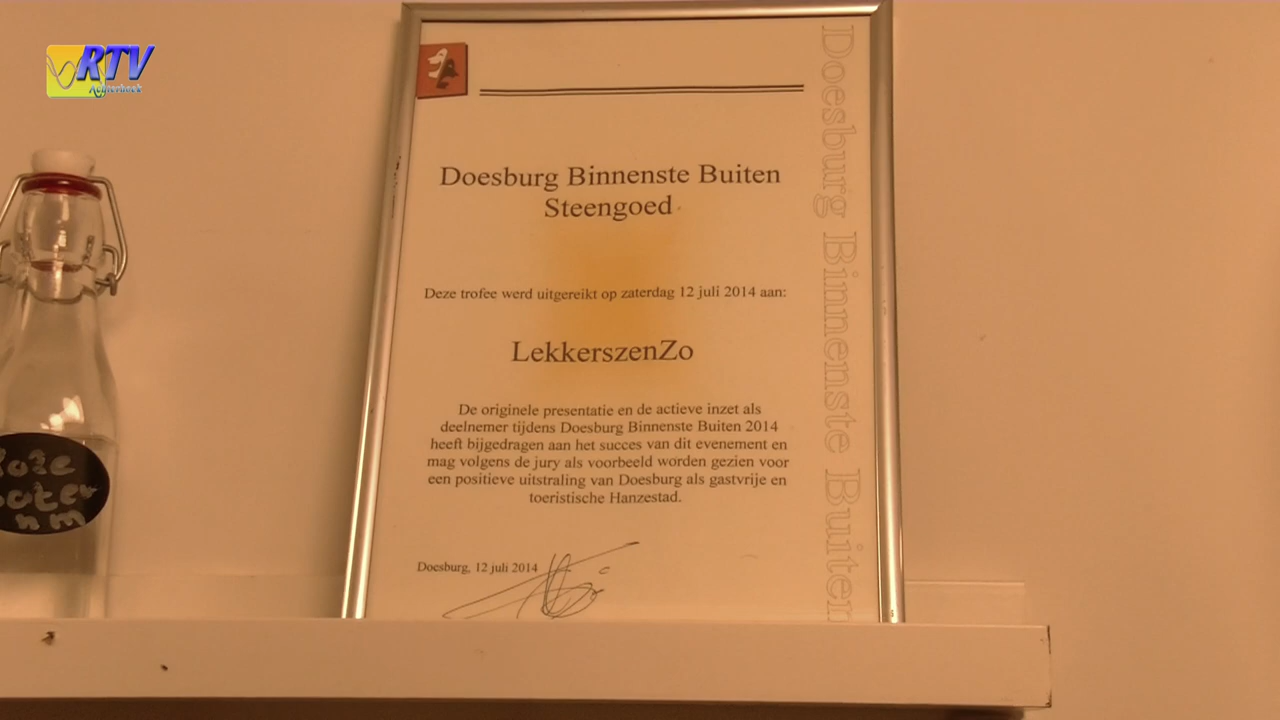 RTV
Achterhoek
Doesburg Binnenste Buiten
Steengoed
Deze trofee werd uitgereikt op zaterdag 12 juli 2014 aan:
LekkerszenZo
De originele presentatie en de actieve inzet als
deelnemer tijdens Doesburg Binnenste Buiten 2014
heeft bijgedragen aan het succes van dit evenement en
mag volgens de jury als voorbeeld worden gezien voor
een positieve uitstraling van Doesburg als gastvrije en
toeristische Hanzestad.
Doesburg, 12 juli 2014
Doesburg Binnenste Buiten